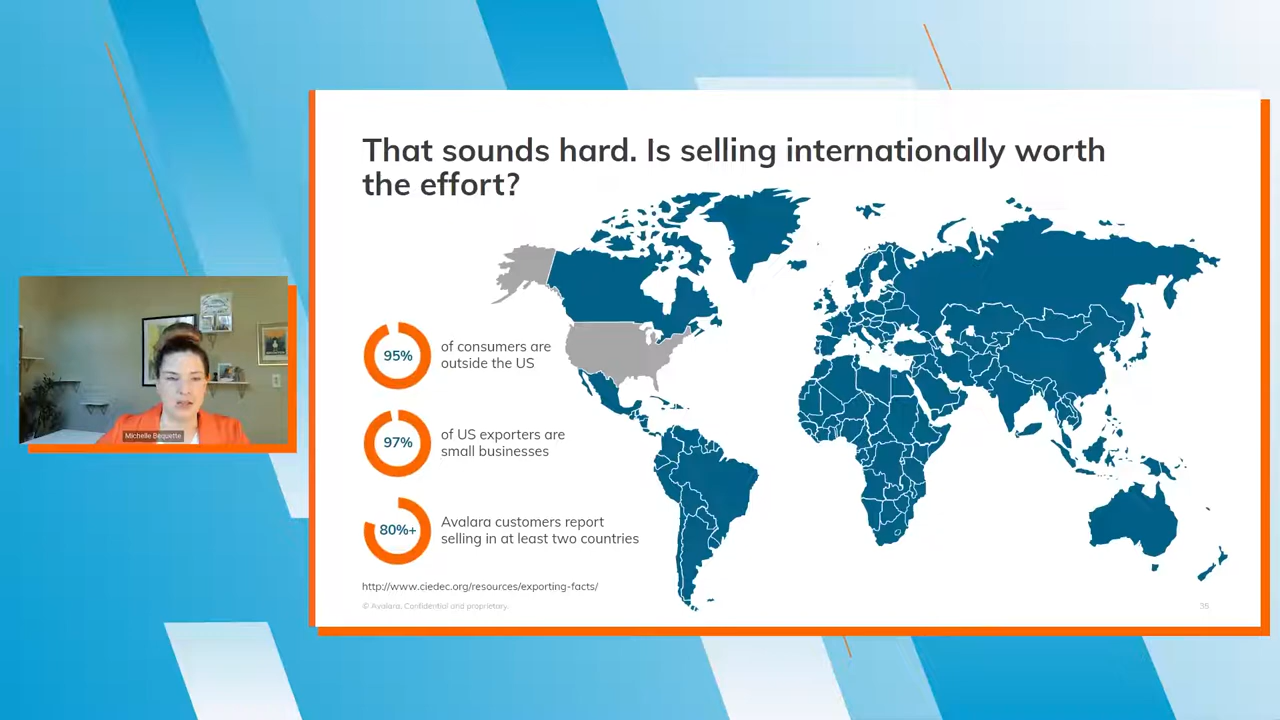 That sounds hard. Is selling internationally worth
the effort?
95%
of consumers are
outside the US
97%
of US exporters are
small businesses
80%+
Avalara customers report
selling in at least two countries
http://www.ciedec.org/resources/exporting-facts/
© Avalara. Confidential and proprietary.
35
Michelle Bequette